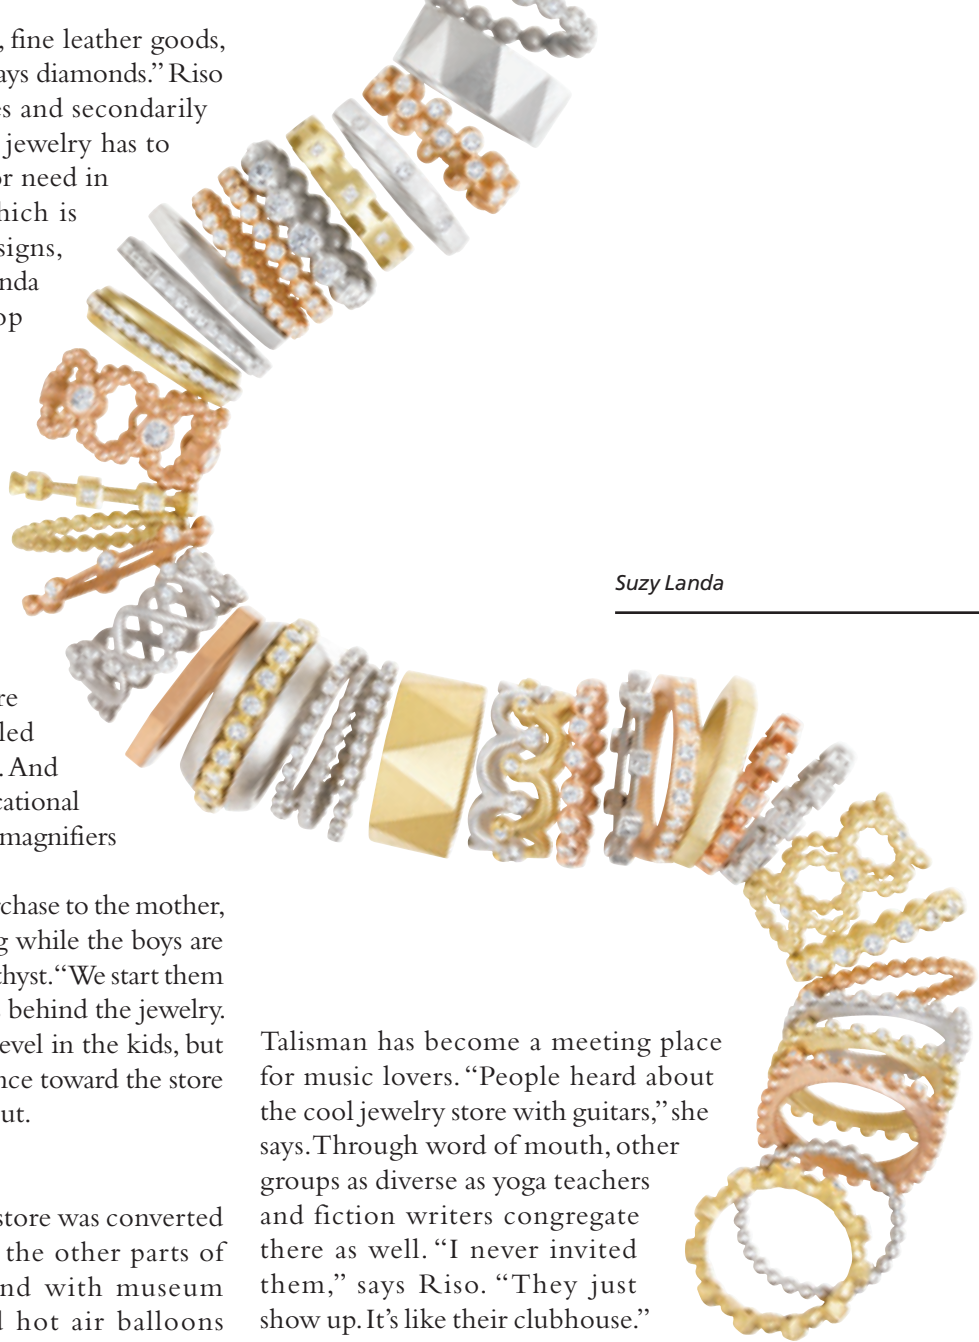 , fine leather goods,
ays diamonds.” Riso
es and secondarily
jewelry has to
or need in
hich is
signs,
nda
op
re
led
. And
cational
magnifiers
rchase to the mother,
g while the boys are
thyst. “We start them
behind the jewelry.
evel in the kids, but
nce toward the store
ut.
store was converted
the other parts of
nd with museum
d hot air balloons
Suzy Landa
Talisman has become a meeting place
for music lovers. “People heard about
the cool jewelry store with guitars,” she
says. Through word of mouth, other
groups as diverse as yoga teachers
and fiction writers congregate
there as well. “I never invited
them,” says Riso. “They just
show up. It’s like their clubhouse.”